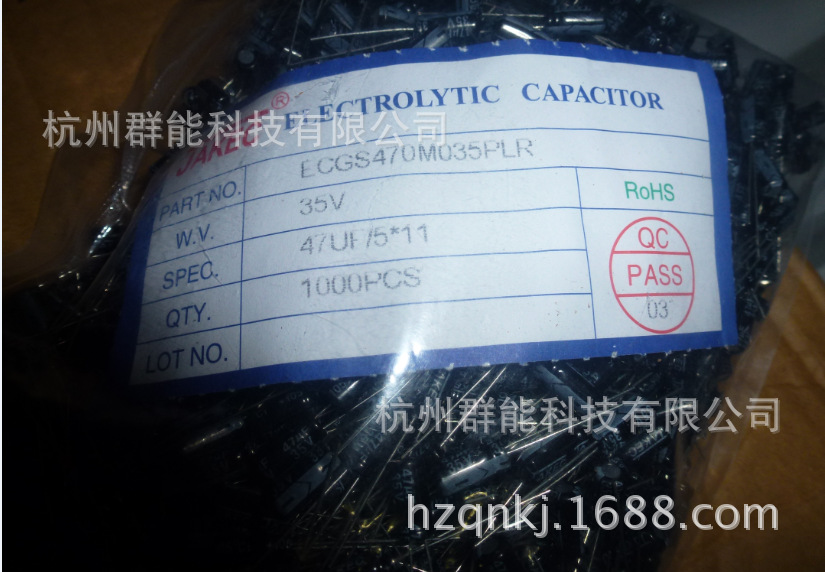 JAKEC® ELECTROLYTIC CAPACITOR
杭州群能科技有限公司
PART NO. ECGS470M035PLR
W.V. 35V
SPEC. 47UF/5*11
QTY. 1000PCS
LOT NO.
RoHS
QC
PASS
03
杭州群能科技有限公司
hzqnkj.1688.com